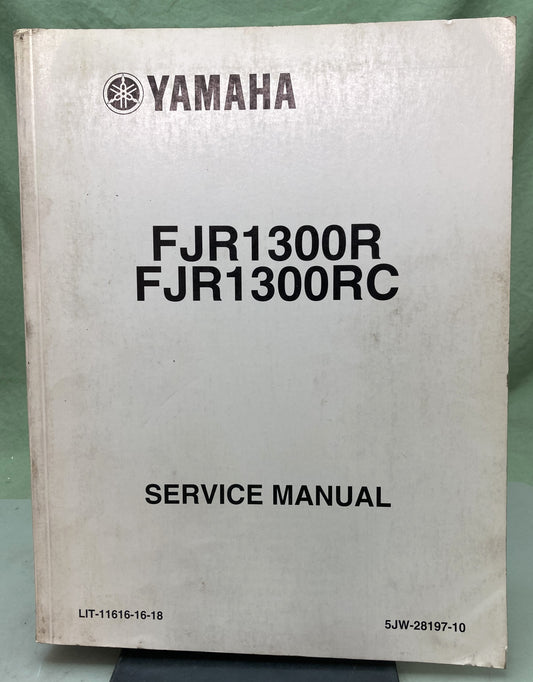 YAMAHA
FJR1300R
FJR1300RC
SERVICE MANUAL
LIT-11616-16-18
5JW-28197-10